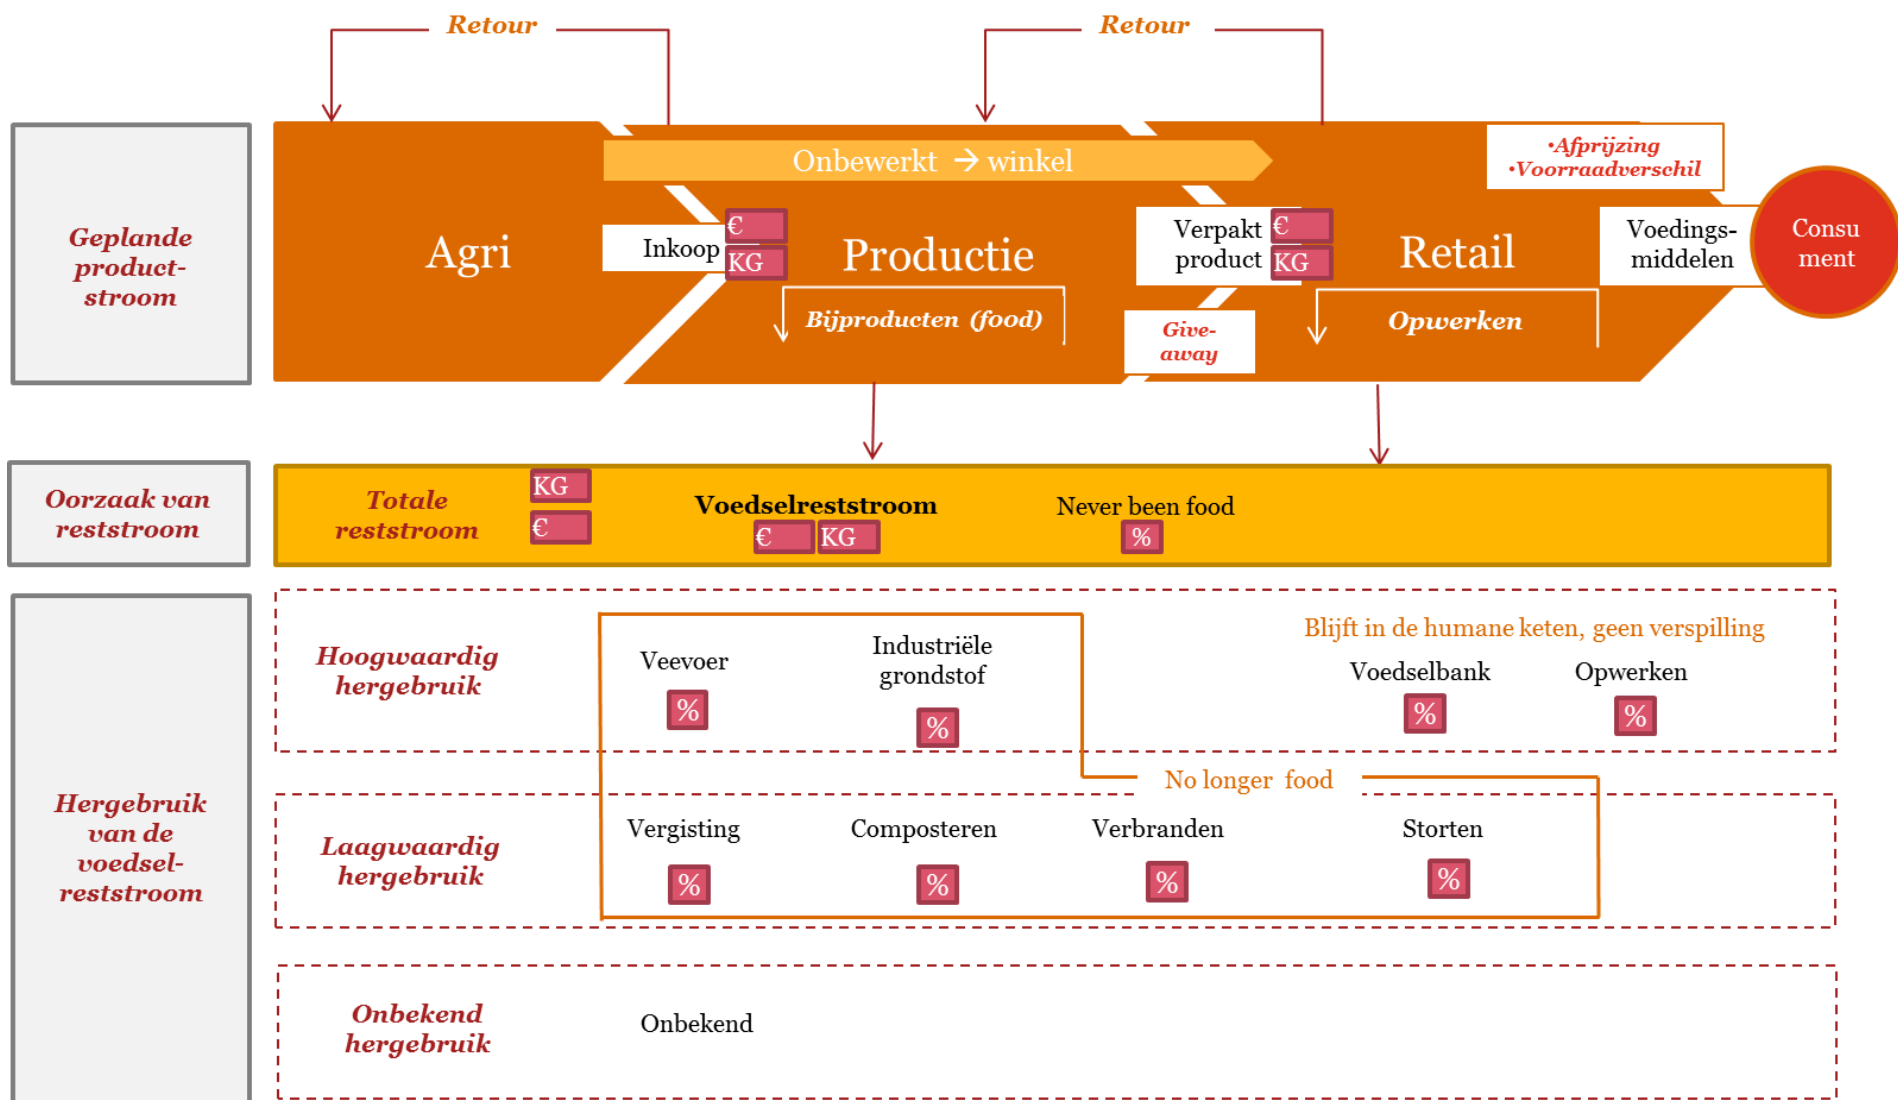 Retour
Retour
Onbewerkt → winkel
•Afprijzing
•Voorraadverschil
Geplande
product-
stroom
Agri
Inkoop
€
KG
Productie
Verpakt
product
€
KG
Retail
Voedings-
middelen
Consu
ment
Bijproducten (food)
Give-
away
Opwerken
Oorzaak van
reststroom
Totale
reststroom
KG
€
Voedselreststroom
€
KG
Never been food
%
Hergebruik
van de
voedsel-
reststroom
Hoogwaardig
hergebruik
Veevoer
%
Industriële
grondstof
%
Blijft in de humane keten, geen verspilling
Voedselbank
%
Opwerken
%
No longer food
Laagwaardig
hergebruik
Vergisting
%
Composteren
%
Verbranden
%
Storten
%
Onbekend
hergebruik
Onbekend